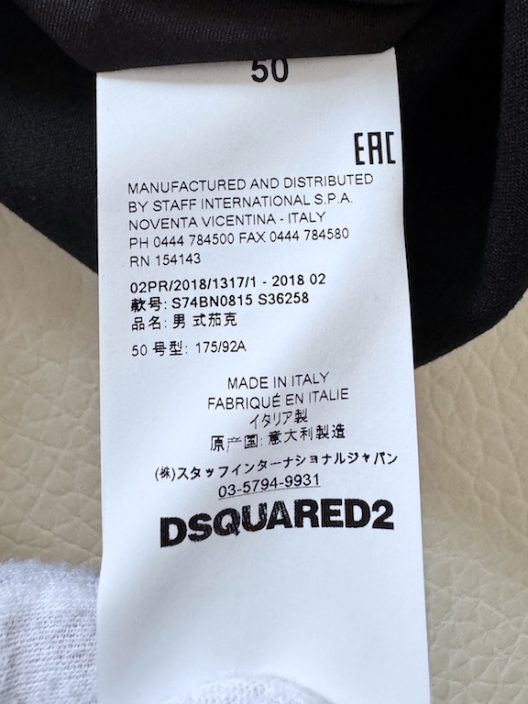 50
EAC
MANUFACTURED AND DISTRIBUTED
BY STAFF INTERNATIONAL S.P.A.
NOVENTA VICENTINA - ITALY
PH 0444 784500 FAX 0444 784580
RN 154143
02PR/2018/1317/1 - 2018 02
款号: S74BN0815 S36258
品名: 男 式茄克
50 号型: 175/92A
MADE IN ITALY
FABRIQUÉ EN ITALIE
イタリア製
原产国: 意大利製造
(株)スタッフインターナショナルジャパン
03-5794-9931
DSQUARED2